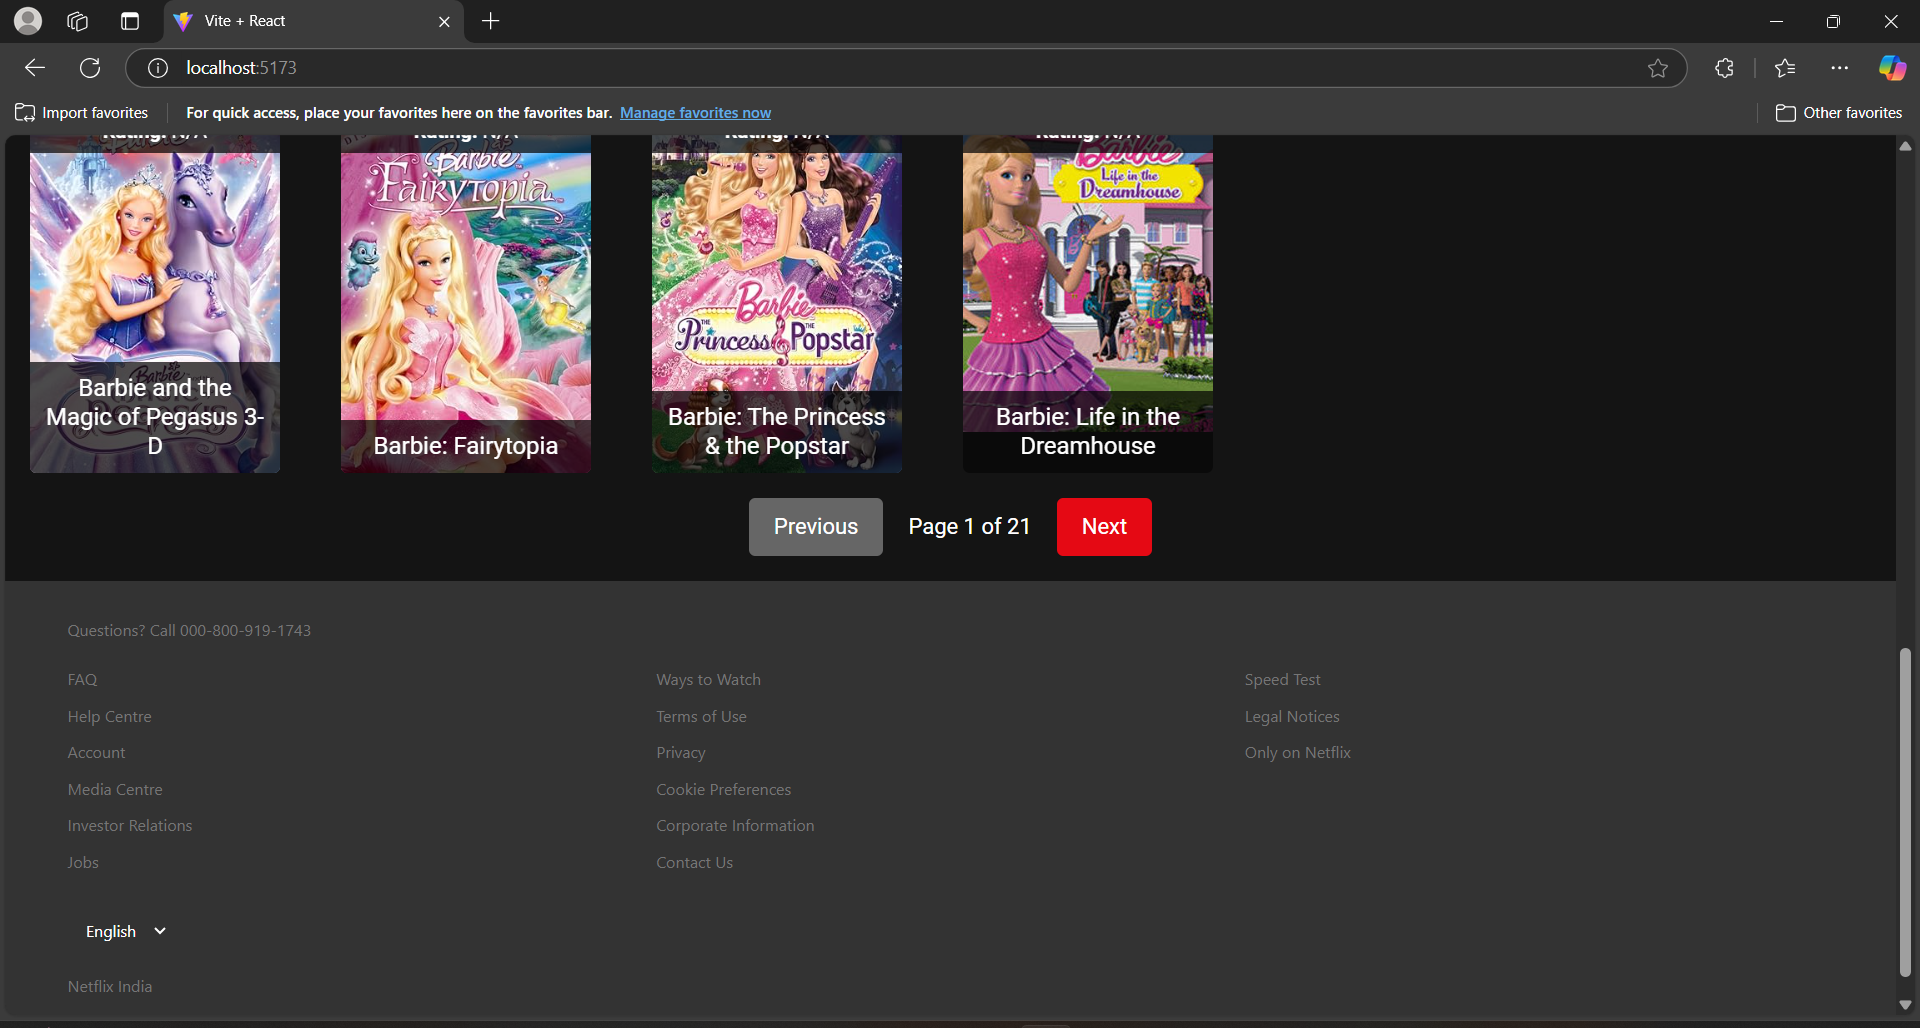 Vite + React
localhost:5173
Import favorites
For quick access, place your favorites here on the favorites bar. Manage favorites now
Other favorites
Rating: N/A
Rating: N/A
Rating: N/A
Rating: N/A
Barbie
Fairytopia
Barbie
THE Princess & THE Popstar
Barbie
Life in the
Dreamhouse
Barbie
Barbie and the
Magic of Pegasus 3-
D
Barbie: Fairytopia
Barbie: The Princess
& the Popstar
Barbie: Life in the
Dreamhouse
Previous
Page 1 of 21
Next
Questions? Call 000-800-919-1743
FAQ
Help Centre
Account
Media Centre
Investor Relations
Jobs
Ways to Watch
Terms of Use
Privacy
Cookie Preferences
Corporate Information
Contact Us
Speed Test
Legal Notices
Only on Netflix
English
Netflix India